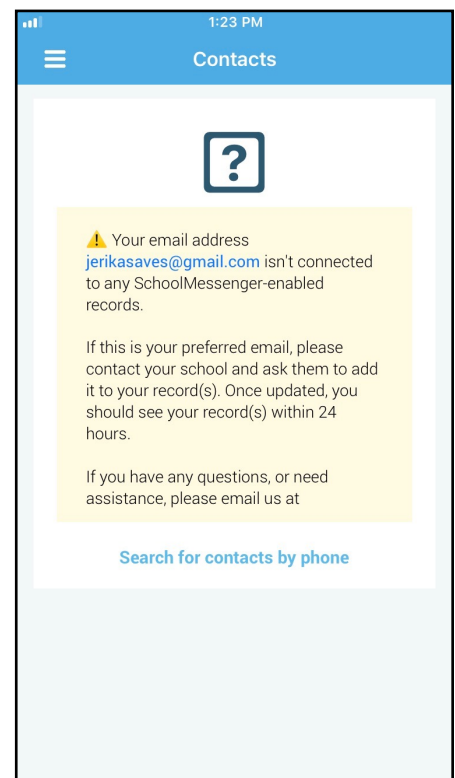 1:23 PM
Contacts
?
Your email address
jerikasaves@gmail.com isn't connected
to any SchoolMessenger-enabled
records.
If this is your preferred email, please
contact your school and ask them to add
it to your record(s). Once updated, you
should see your record(s) within 24
hours.
If you have any questions, or need
assistance, please email us at
Search for contacts by phone